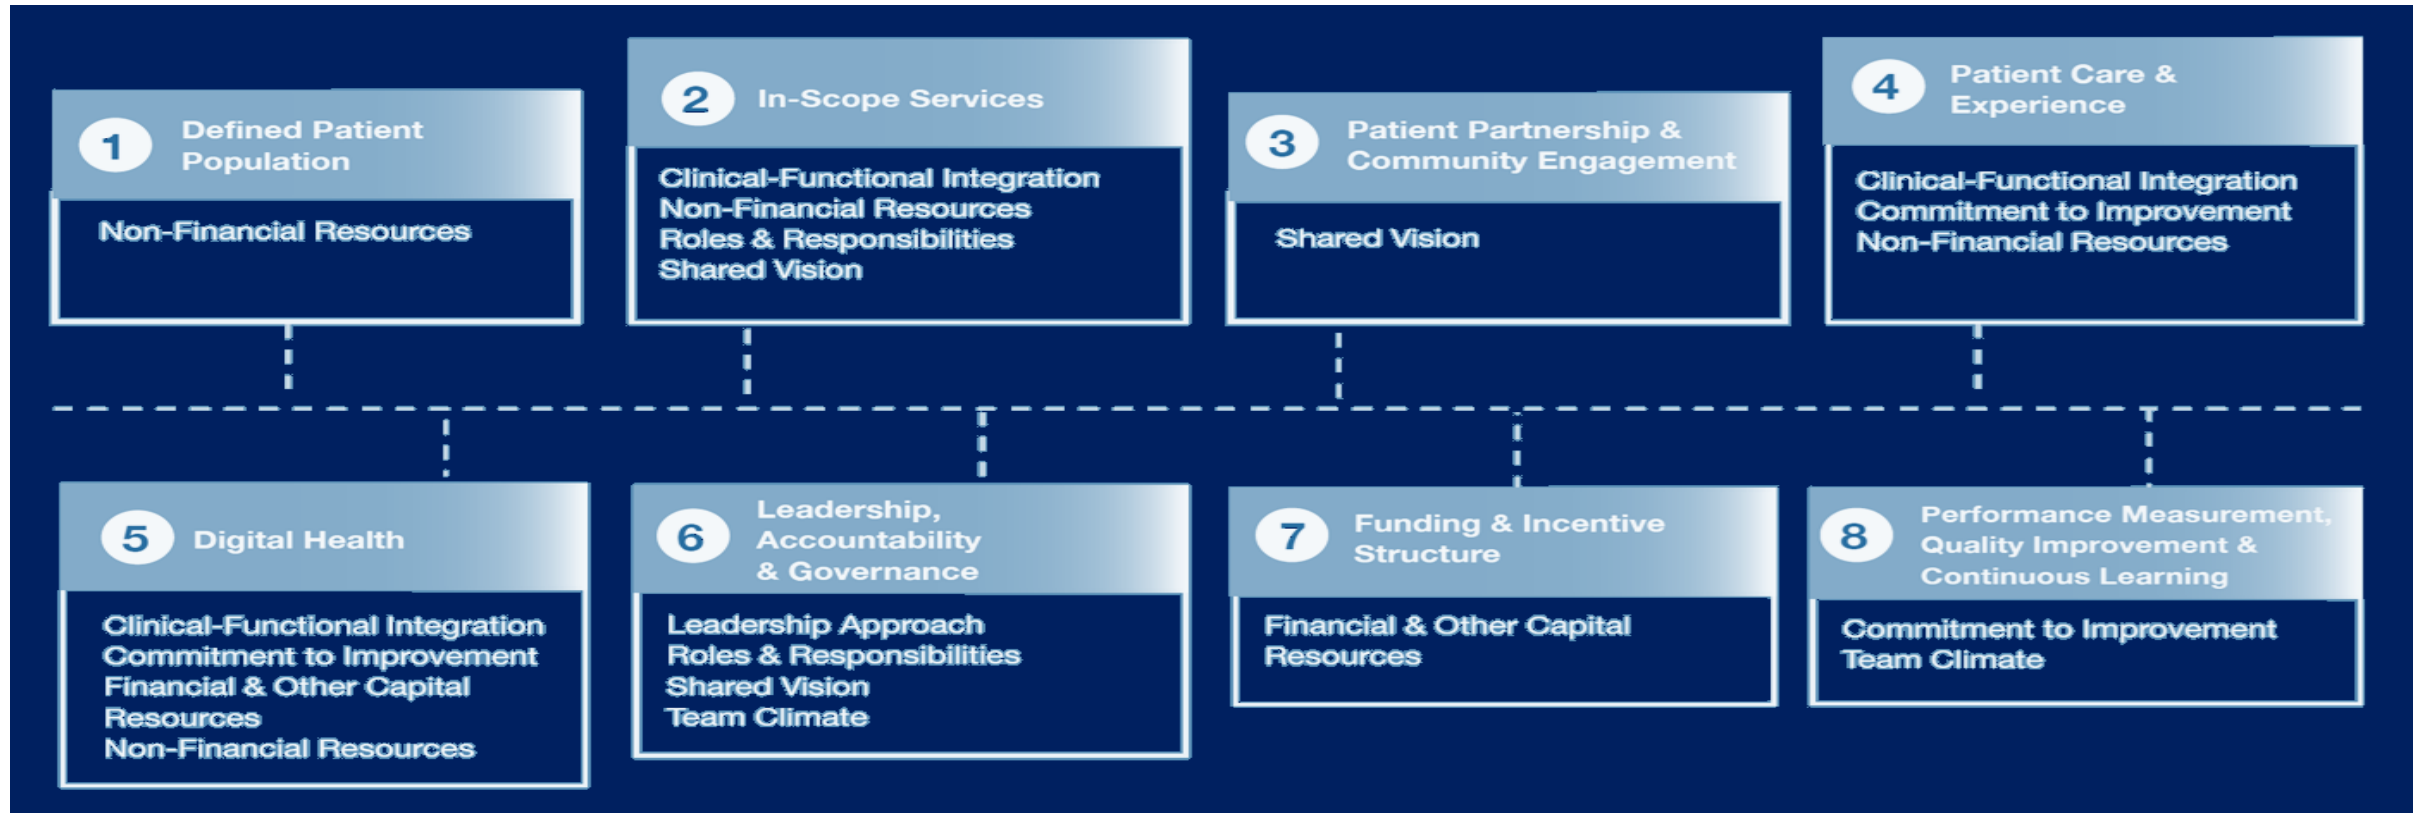 1
Defined Patient
Population
Non-Financial Resources
2
In-Scope Services
Clinical-Functional Integration
Non-Financial Resources
Roles & Responsibilities
Shared Vision
3
Patient Partnership &
Community Engagement
Shared Vision
4
Patient Care &
Experience
Clinical-Functional Integration
Commitment to Improvement
Non-Financial Resources
5
Digital Health
Clinical-Functional Integration
Commitment to Improvement
Financial & Other Capital
Resources
Non-Financial Resources
6
Leadership,
Accountability
& Governance
Leadership Approach
Roles & Responsibilities
Shared Vision
Team Climate
7
Funding & Incentive
Structure
Financial & Other Capital
Resources
8
Performance Measurement,
Quality Improvement &
Continuous Learning
Commitment to Improvement
Team Climate